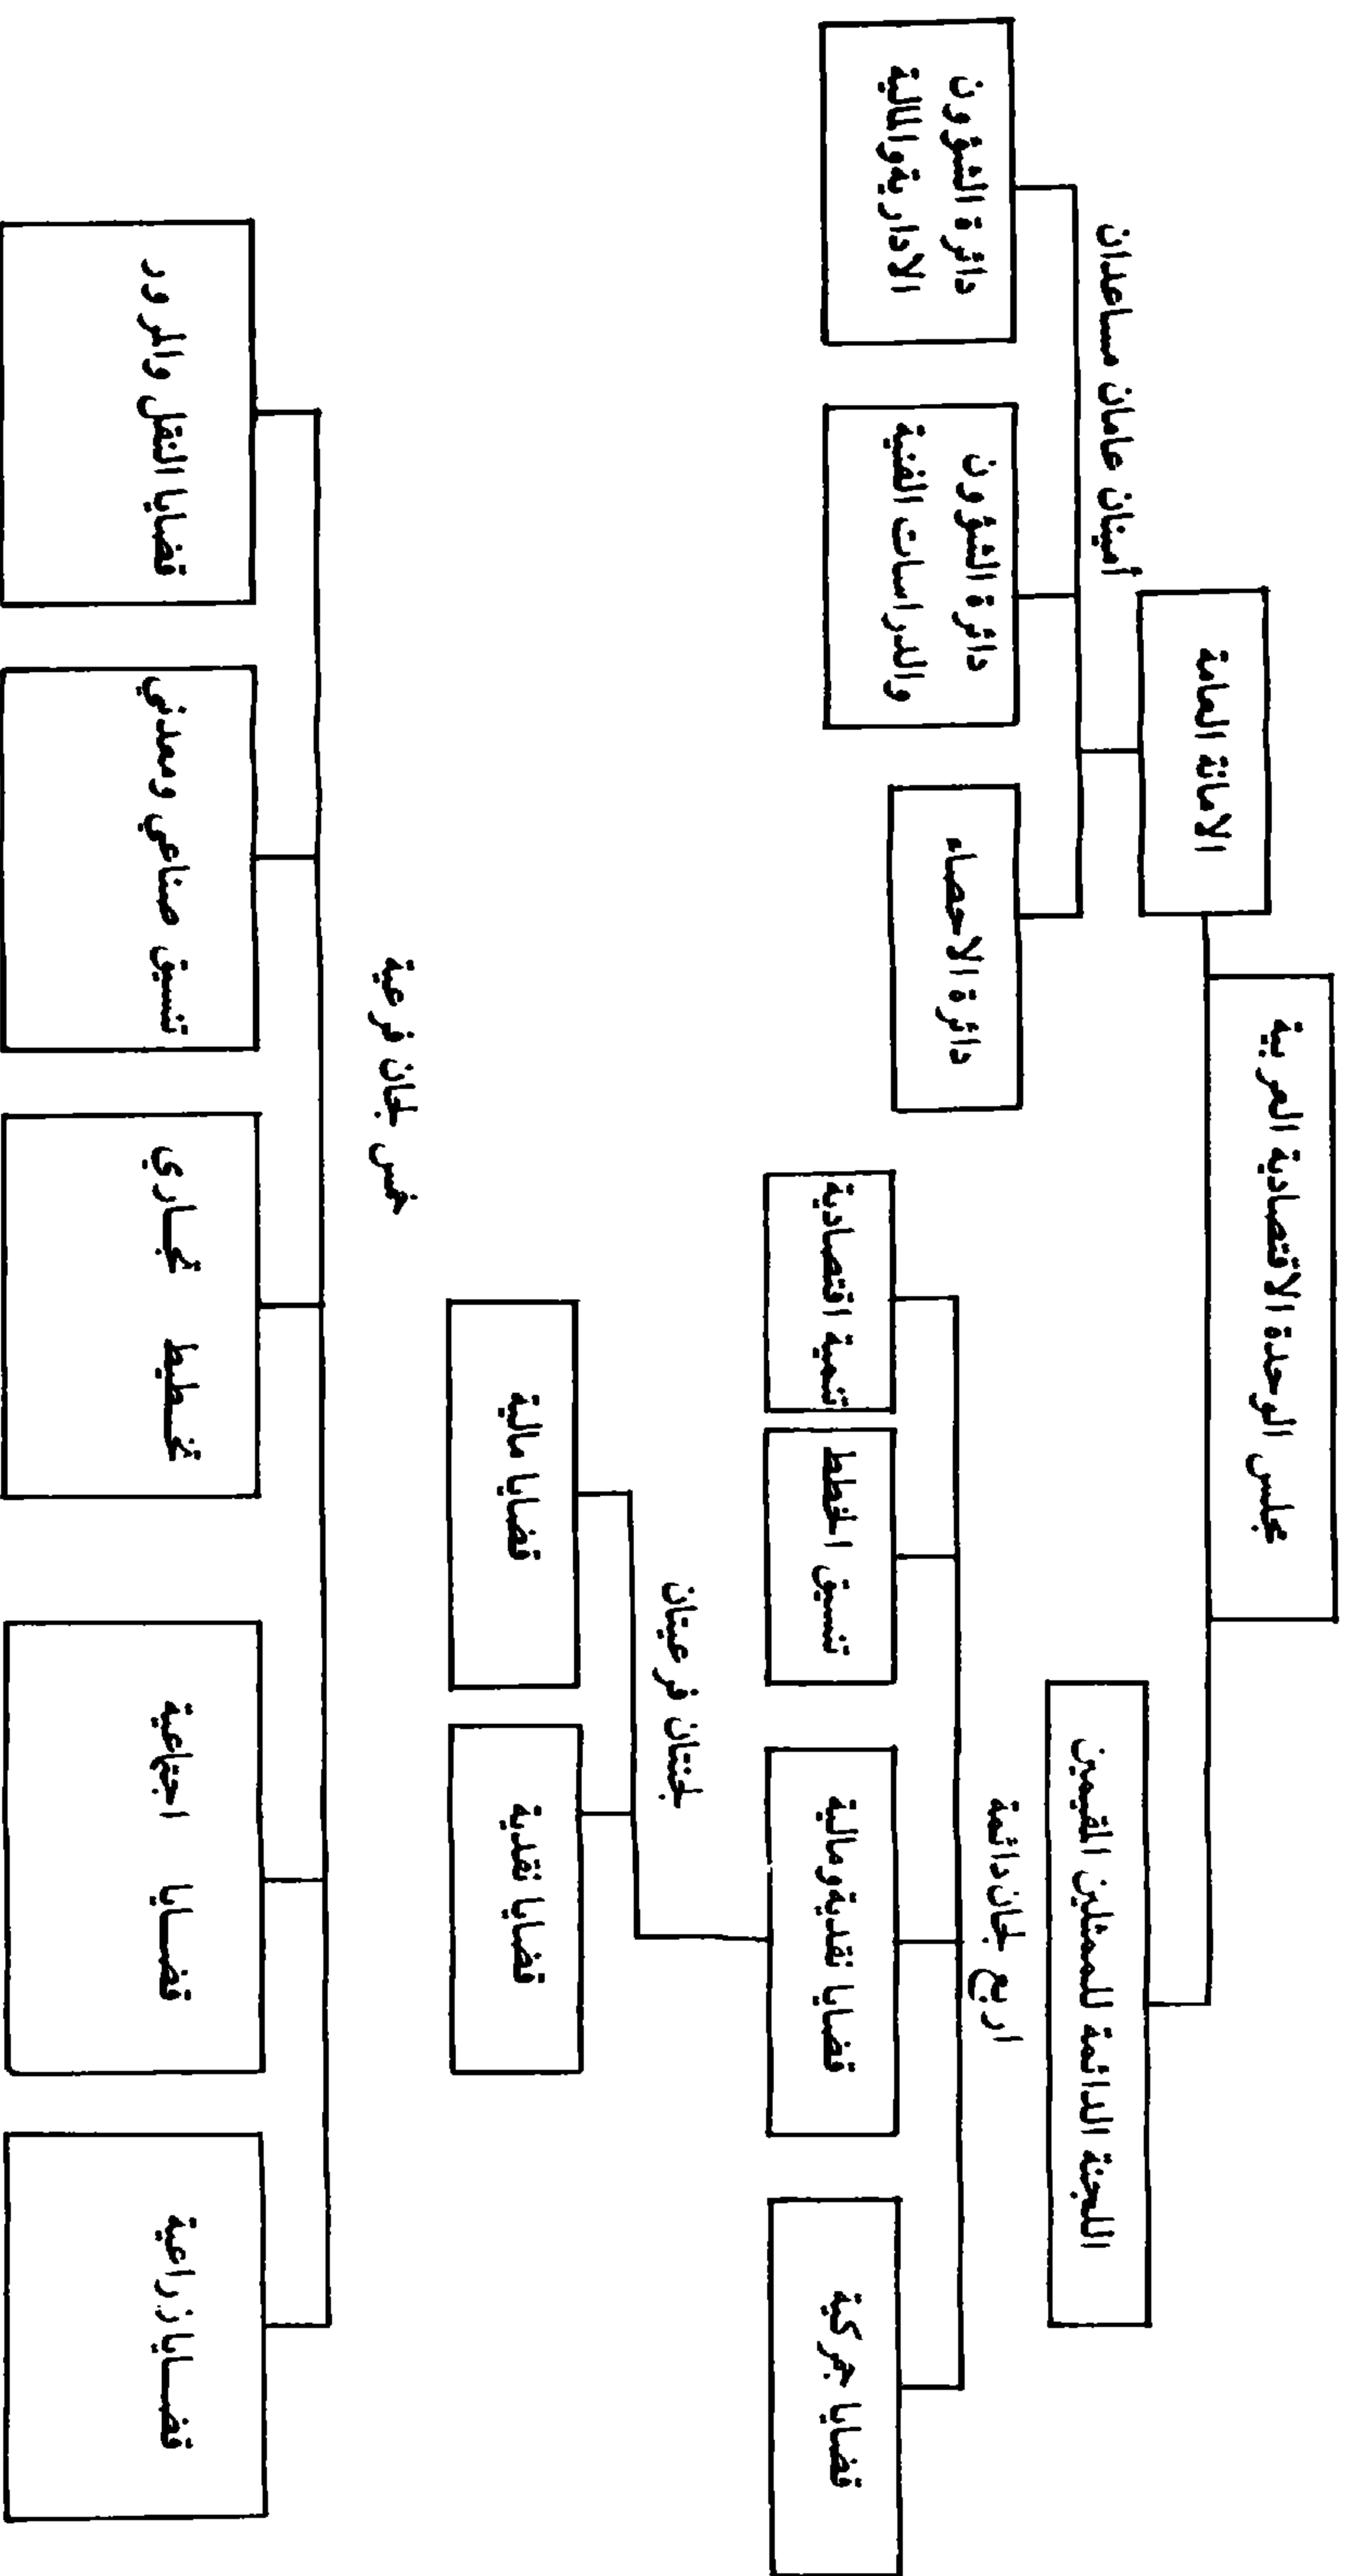 مجلس الوحدة الاقتصادية العربية
الامانة العامة
اللجنة الدائمة للممثلين المقيمين
أمينان عامان مساعدان
اربع لجان دائمة
دائرة الاحصاء
دائرة الشؤون
والدراسات الفنية
دائرة الشؤون
الادارية والمالية
قضايا جمركية
قضايا نقدية ومالية
تنسيق الخطط
تنمية اقتصادية
لجنتان فرعيتان
قضايا نقدية
قضايا مالية
خمس لجان فرعية
قضايا زراعية
قضايا اجتماعية
تخطيط تجاري
تنسيق صناعي ومعدني
قضايا النقل والمرور